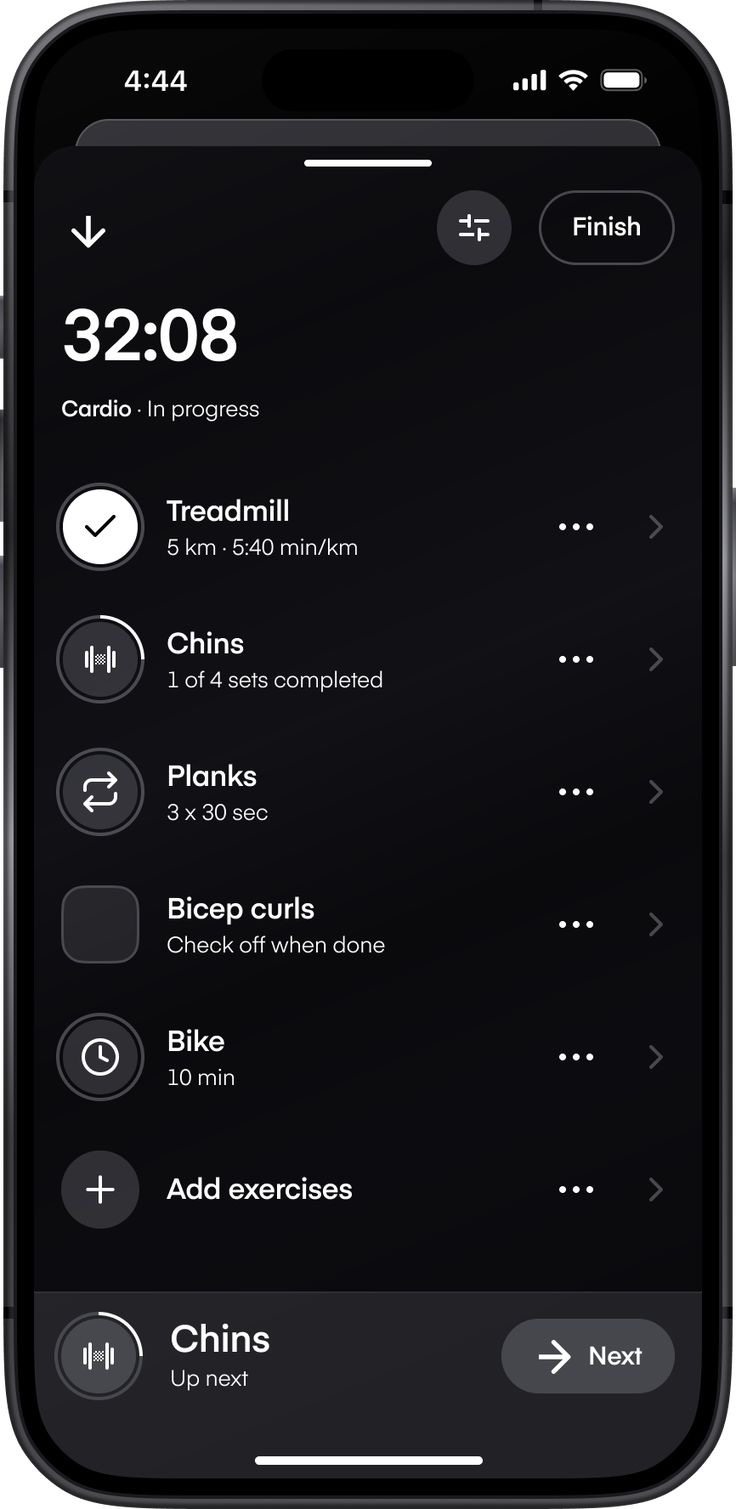 4:44
Finish
32:08
Cardio · In progress
Treadmill
5 km · 5:40 min/km
Chins
1 of 4 sets completed
Planks
3 x 30 sec
Bicep curls
Check off when done
Bike
10 min
Add exercises
Chins
Up next
Next